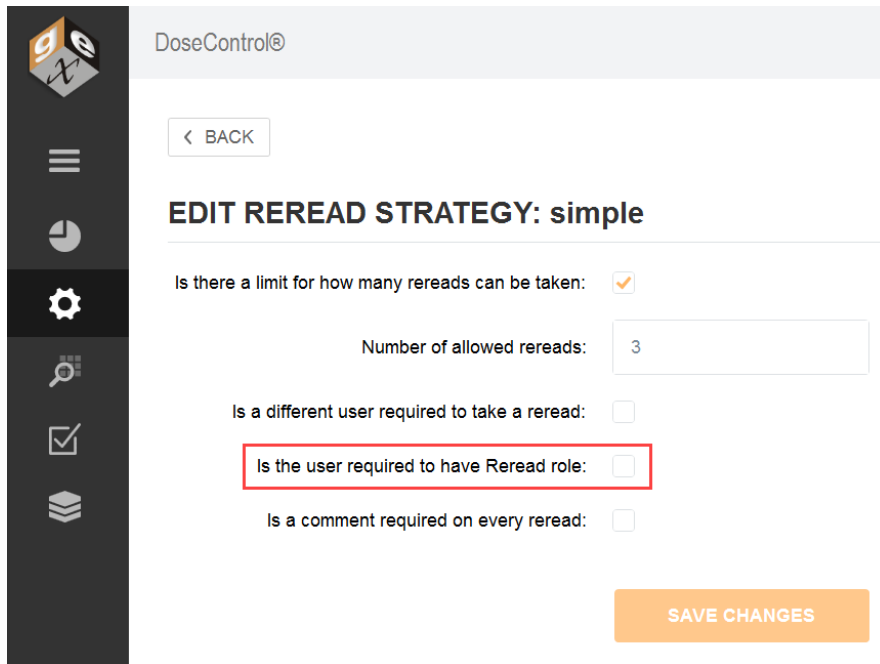 gex
DoseControl®
BACK
EDIT REREAD STRATEGY: simple
Is there a limit for how many rereads can be taken:
Number of allowed rereads: 3
Is a different user required to take a reread:
Is the user required to have Reread role:
Is a comment required on every reread:
SAVE CHANGES